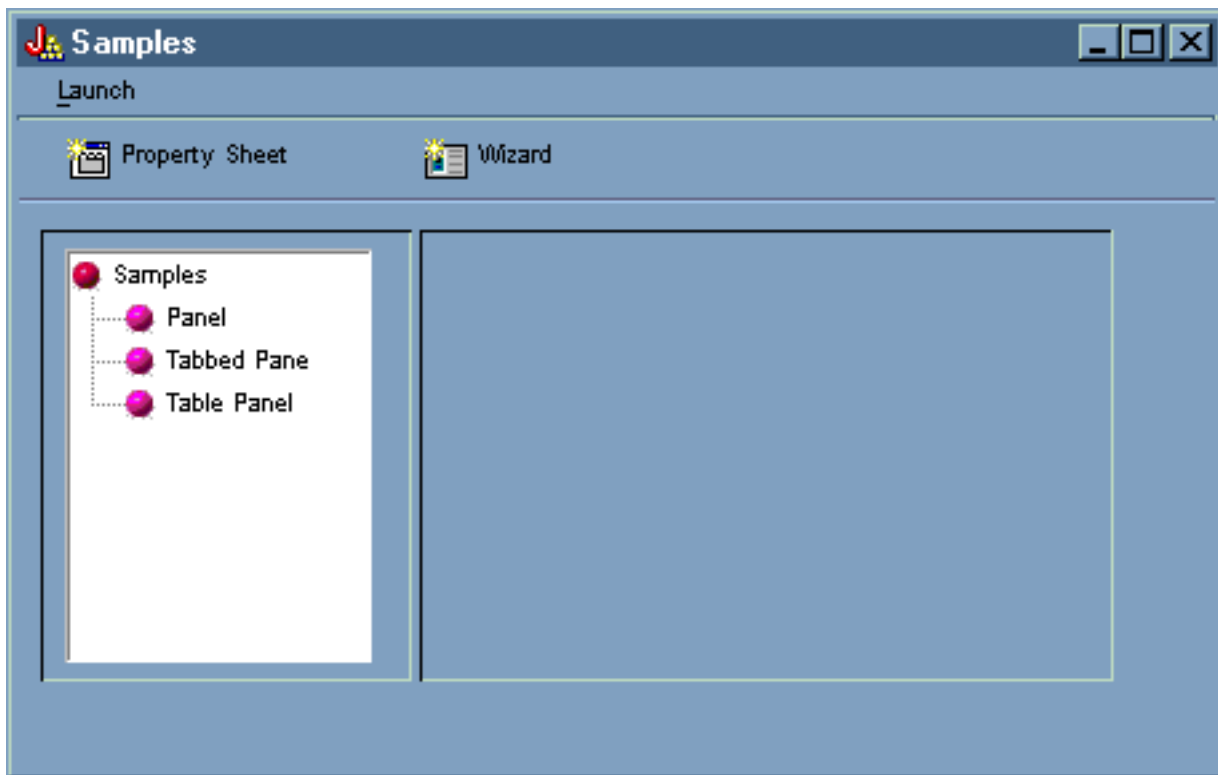 Samples
Launch
Property Sheet Wizard
Samples
Panel
Tabbed Pane
Table Panel